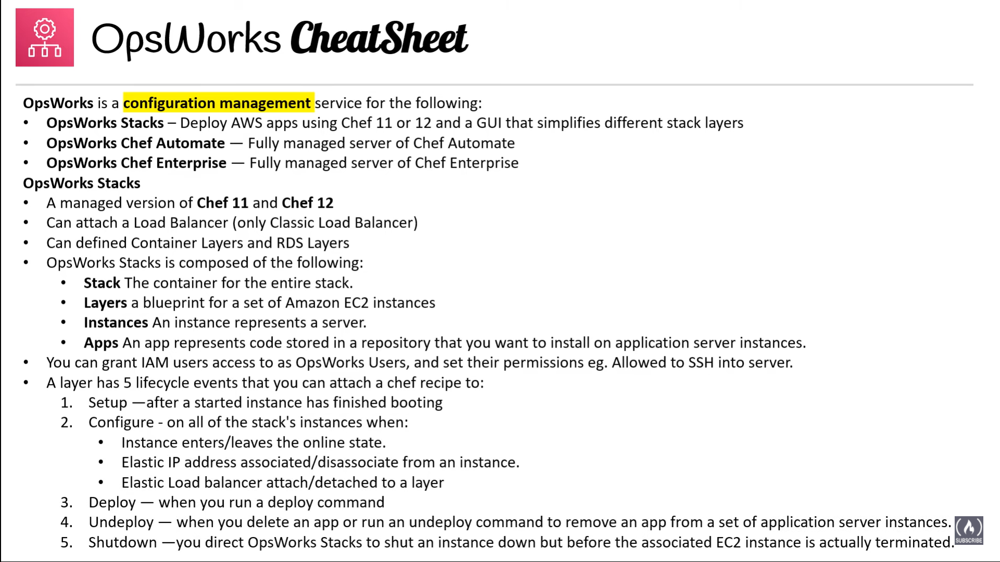 OpsWorks CheatSheet
OpsWorks is a configuration management service for the following:
• OpsWorks Stacks – Deploy AWS apps using Chef 11 or 12 and a GUI that simplifies different stack layers
• OpsWorks Chef Automate — Fully managed server of Chef Automate
• OpsWorks Chef Enterprise — Fully managed server of Chef Enterprise
OpsWorks Stacks
• A managed version of Chef 11 and Chef 12
• Can attach a Load Balancer (only Classic Load Balancer)
• Can defined Container Layers and RDS Layers
• OpsWorks Stacks is composed of the following:
• Stack The container for the entire stack.
• Layers a blueprint for a set of Amazon EC2 instances
• Instances An instance represents a server.
• Apps An app represents code stored in a repository that you want to install on application server instances.
• You can grant IAM users access to as OpsWorks Users, and set their permissions eg. Allowed to SSH into server.
• A layer has 5 lifecycle events that you can attach a chef recipe to:
1. Setup —after a started instance has finished booting
2. Configure - on all of the stack's instances when:
• Instance enters/leaves the online state.
• Elastic IP address associated/disassociate from an instance.
• Elastic Load balancer attach/detached to a layer
3. Deploy — when you run a deploy command
4. Undeploy — when you delete an app or run an undeploy command to remove an app from a set of application server instances.
5. Shutdown —you direct OpsWorks Stacks to shut an instance down but before the associated EC2 instance is actually terminated.
SUBSCRIBE